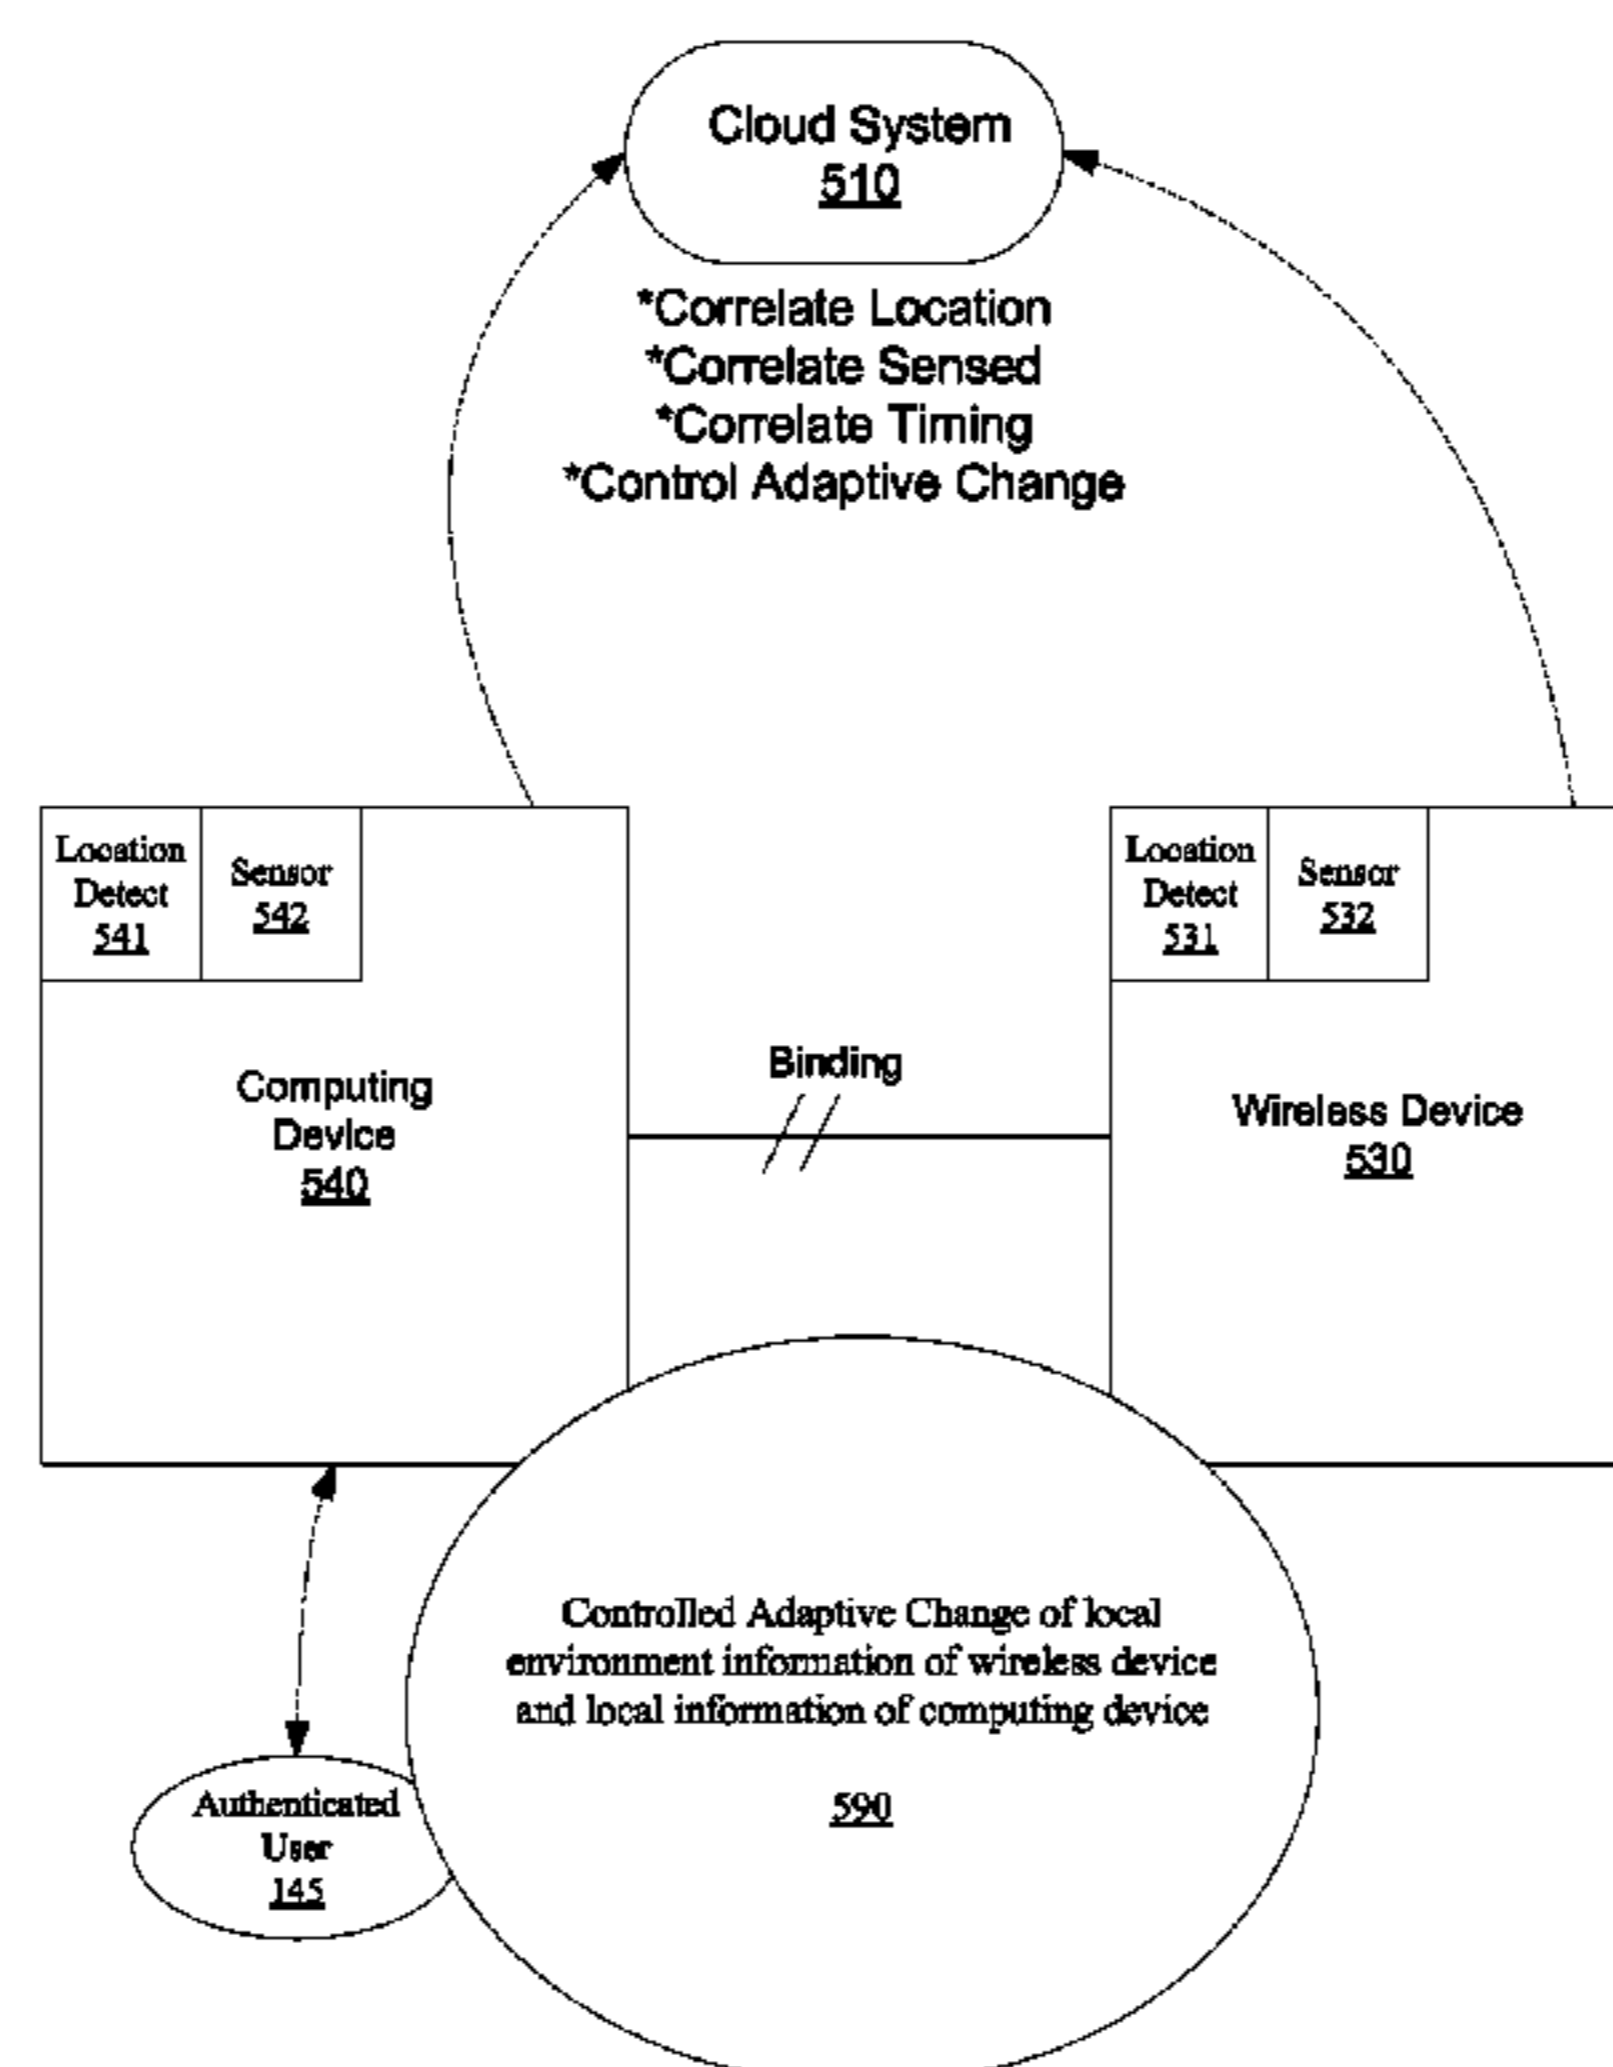 Cloud System
510
*Correlate Location
*Correlate Sensed
*Correlate Timing
*Control Adaptive Change
Location
Detect
541
Sensor
542
Location
Detect
531
Sensor
532
Computing
Device
540
Binding
Wireless Device
530
Controlled Adaptive Change of local
environment information of wireless device
and local information of computing device
590
Authenticated
User
145